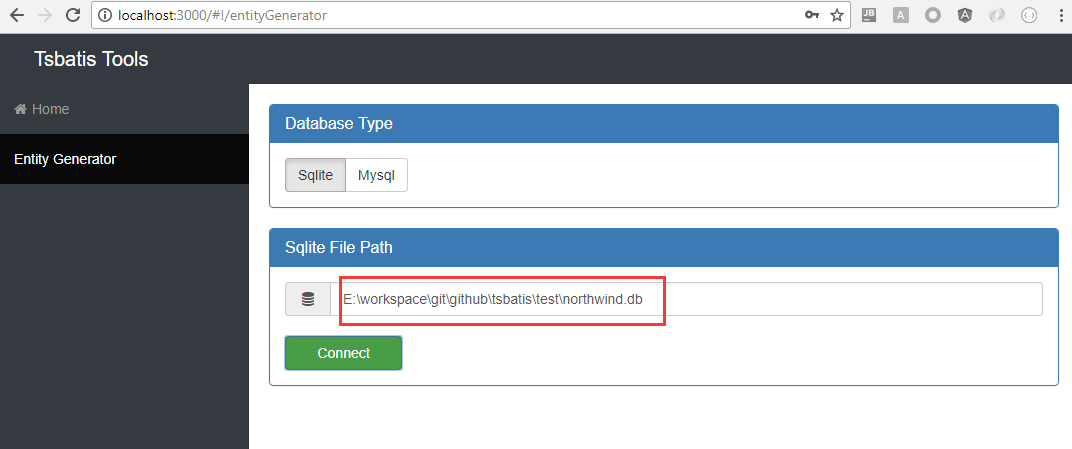 localhost:3000/#!/entityGenerator
JB
A
Tsbatis Tools
Home
Entity Generator
Database Type
Sqlite Mysql
Sqlite File Path
E:\workspace\git\github\tsbatis\test\northwind.db
Connect